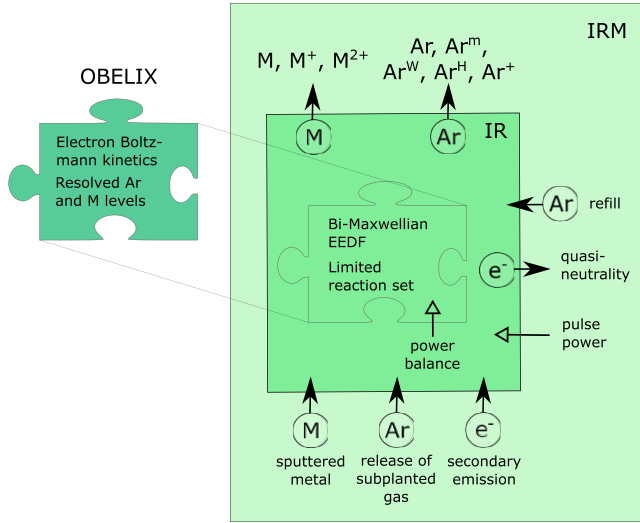 IRM
M, M⁺, M²⁺
Ar, Arᵐ,
Arᵂ, Arᴴ, Ar⁺
OBELIX
M
Ar
IR
Electron Boltz-
mann kinetics
Resolved Ar
and M levels
Ar
refill
Bi-Maxwellian
EEDF
Limited
reaction set
e⁻
quasi-
neutrality
power
balance
pulse
power
M
Ar
e⁻
sputtered
metal
release of
subplanted
gas
secondary
emission